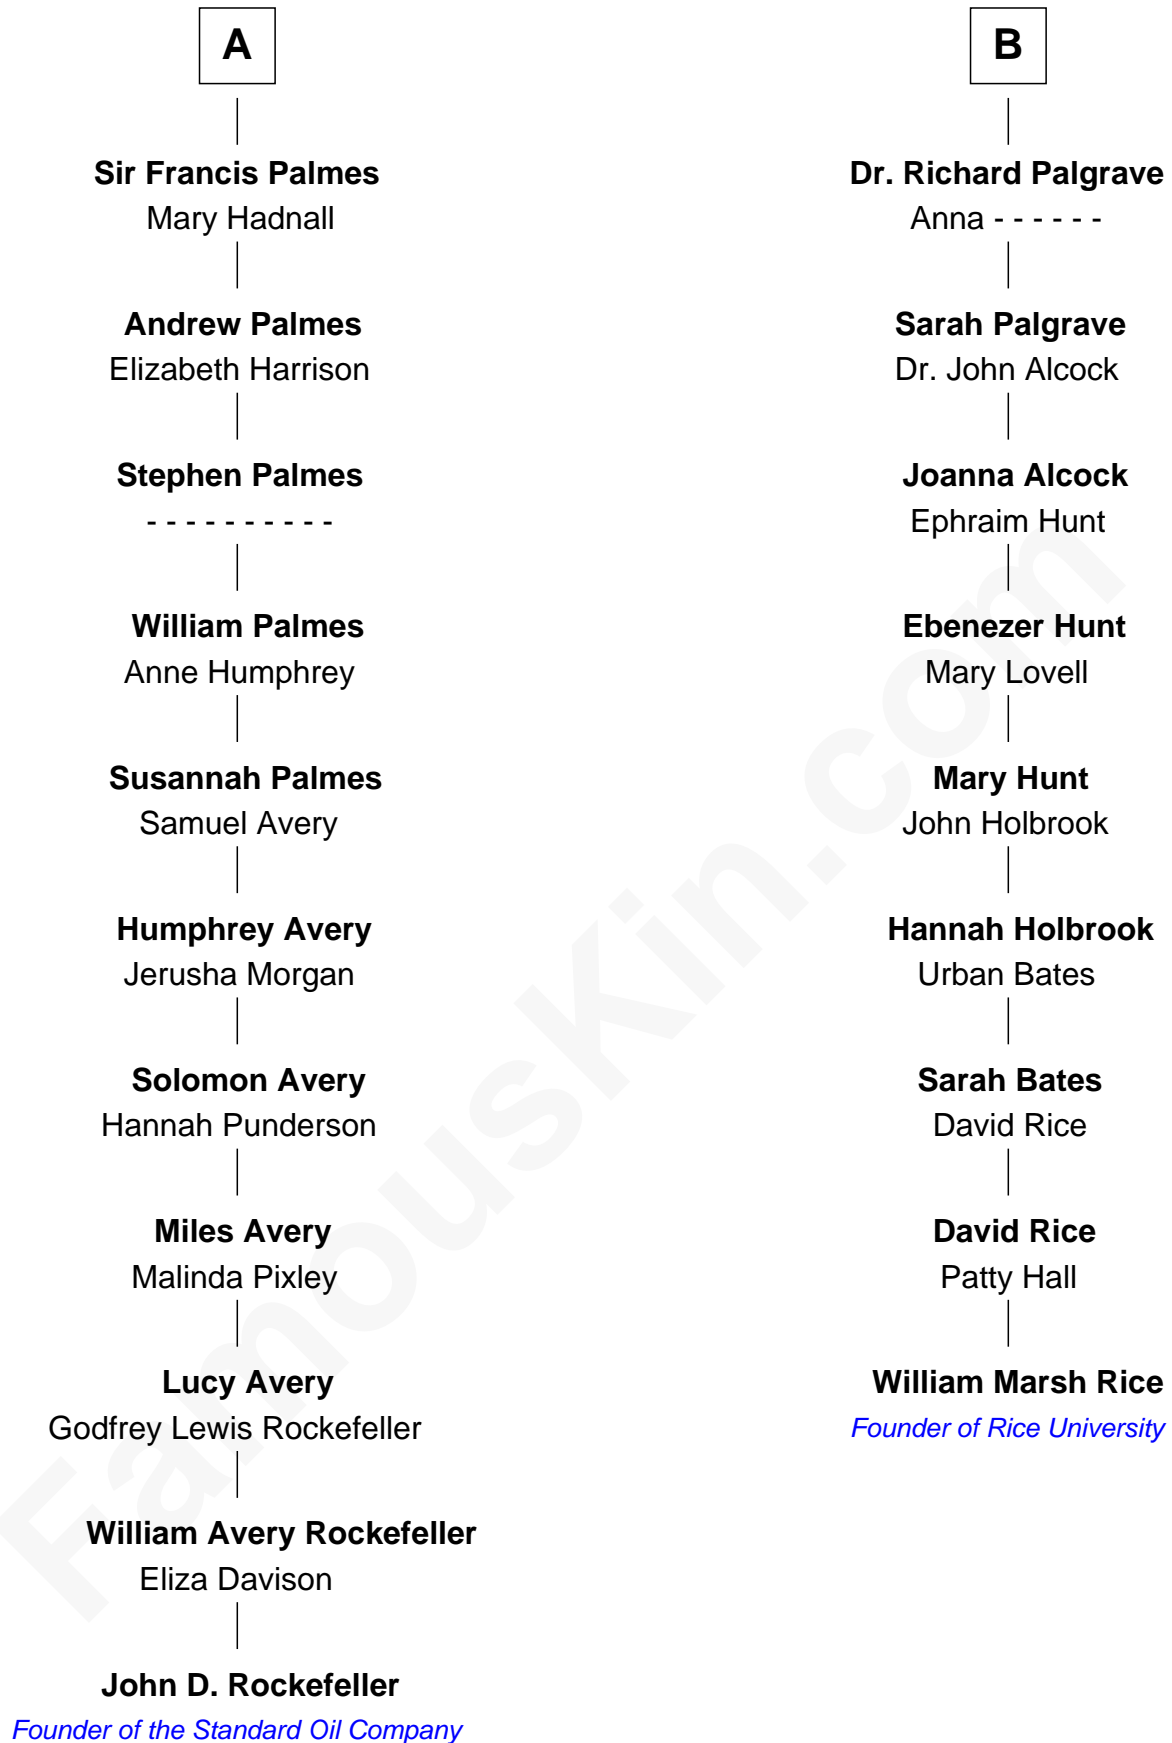 A
Sir Francis Palmes
Mary Hadnall
Andrew Palmes
Elizabeth Harrison
Stephen Palmes
- - - - - - - - - -
William Palmes
Anne Humphrey
Susannah Palmes
Samuel Avery
Humphrey Avery
Jerusha Morgan
Solomon Avery
Hannah Punderson
Miles Avery
Malinda Pixley
Lucy Avery
Godfrey Lewis Rockefeller
William Avery Rockefeller
Eliza Davison
John D. Rockefeller
Founder of the Standard Oil Company
B
Dr. Richard Palgrave
Anna - - - - - -
Sarah Palgrave
Dr. John Alcock
Joanna Alcock
Ephraim Hunt
Ebenezer Hunt
Mary Lovell
Mary Hunt
John Holbrook
Hannah Holbrook
Urban Bates
Sarah Bates
David Rice
David Rice
Patty Hall
William Marsh Rice
Founder of Rice University
FamousKin.com